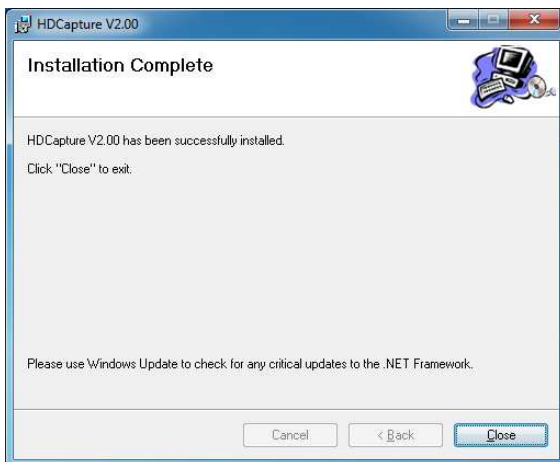 HDCapture V2.00
Installation Complete
HDCapture V2.00 has been successfully installed.
Click "Close" to exit.
Please use Windows Update to check for any critical updates to the .NET Framework.
Cancel
< Back
Close